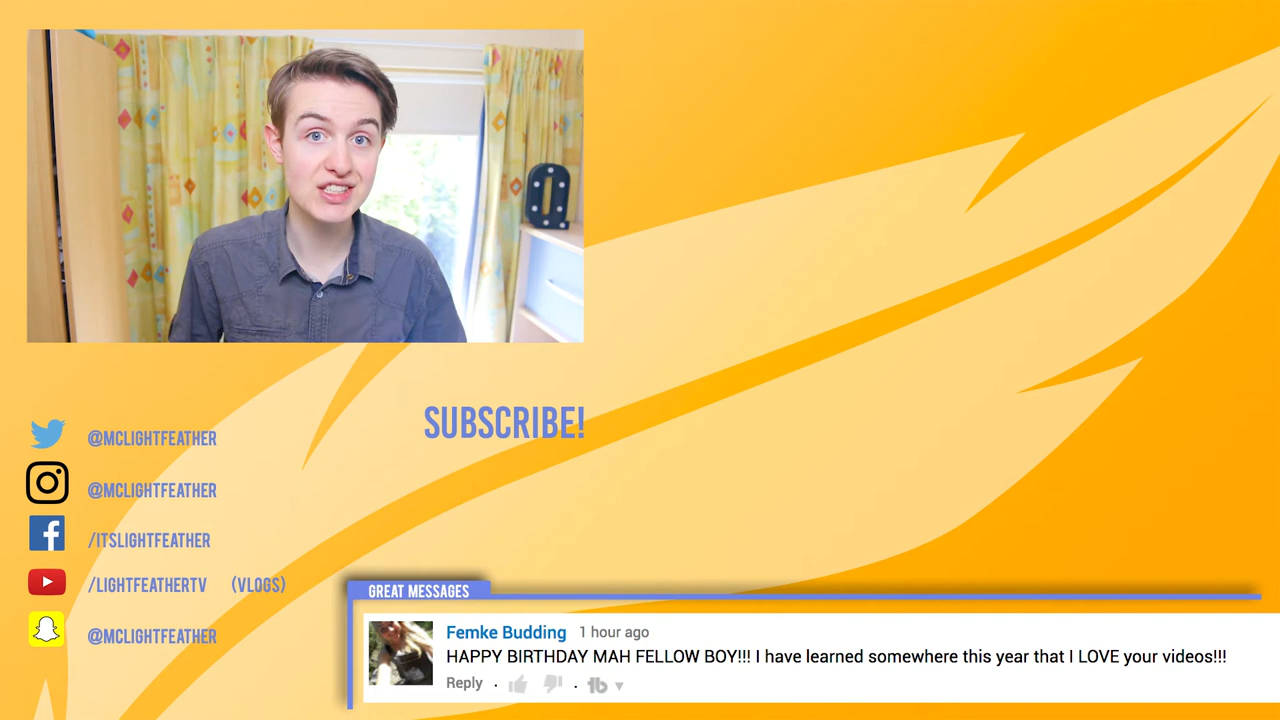 SUBSCRIBE!
@MCLIGHTFEATHER
@MCLIGHTFEATHER
/ITSLIGHTFEATHER
/LIGHTFEATHERTV (VLOGS)
@MCLIGHTFEATHER
GREAT MESSAGES
Femke Budding 1 hour ago
HAPPY BIRTHDAY MAH FELLOW BOY!!! I have learned somewhere this year that I LOVE your videos!!!
Reply